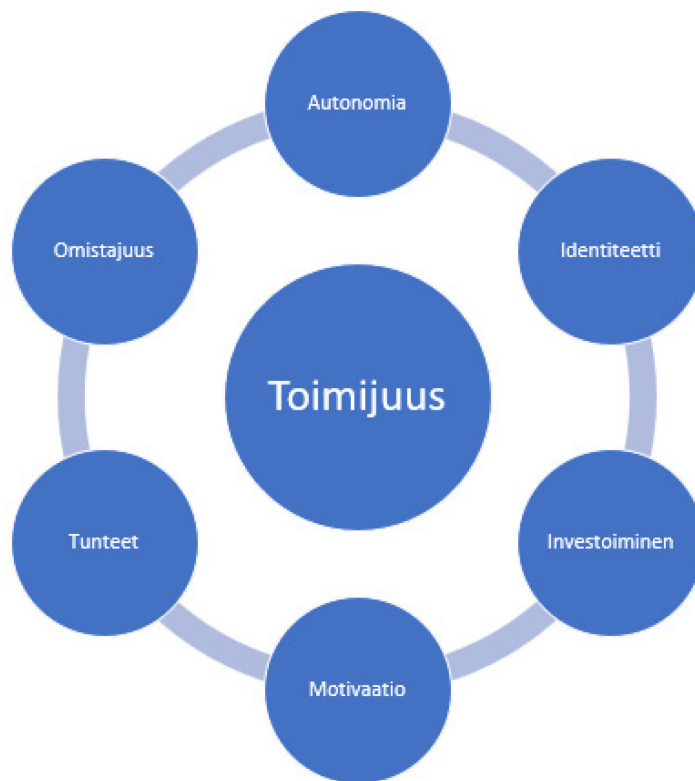 Autonomia
Identiteetti
Investoiminen
Motivaatio
Tunteet
Omistajuus
Toimijuus